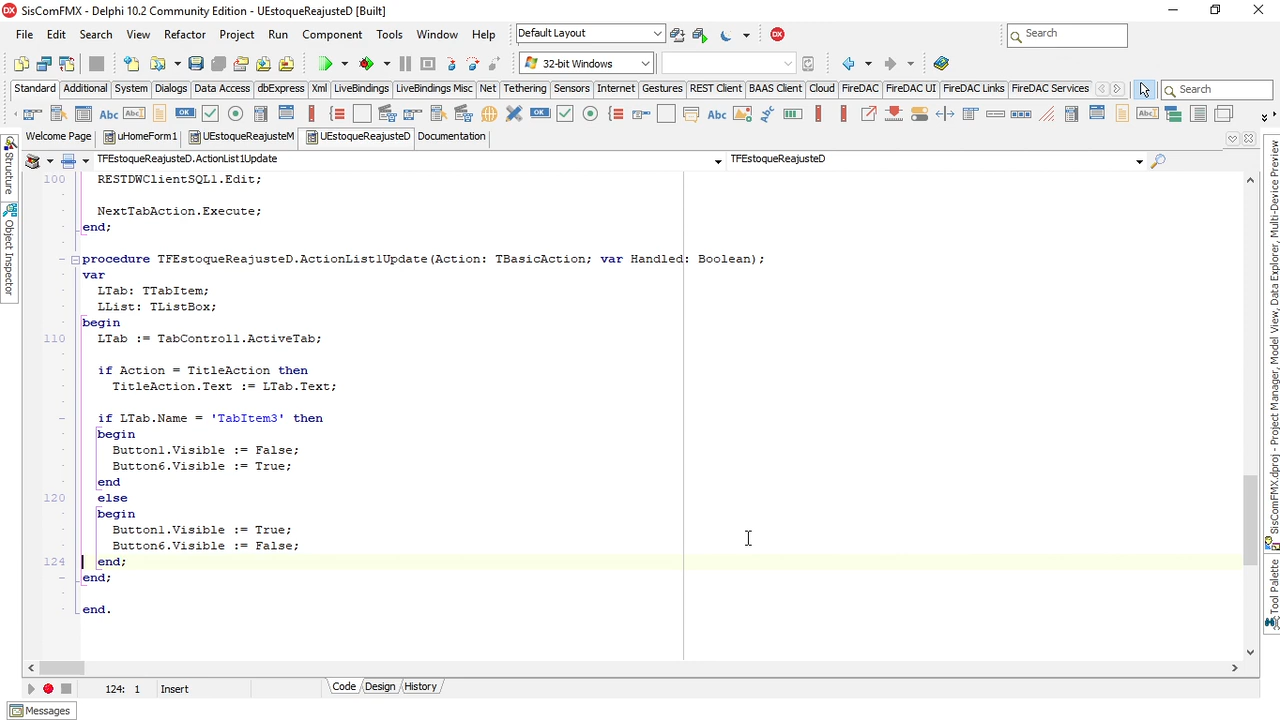 SisComFMX - Delphi 10.2 Community Edition - UEstoqueReajusteD [Built]
File Edit Search View Refactor Project Run Component Tools Window Help
Default Layout
Search
32-bit Windows
Standard Additional System Dialogs Data Access dbExpress Xml LiveBindings LiveBindings Misc Net Tethering Sensors Internet Gestures REST Client BAAS Client Cloud FireDAC FireDAC UI FireDAC Links FireDAC Services
Search
Welcome Page uHomeForm1 UEstoqueReajusteM UEstoqueReajusteD Documentation
Structure
Object Inspector
TFEstoqueReajusteD.ActionList1Update
TFEstoqueReajusteD
100 RESTDWClientSQL1.Edit;
NextTabAction.Execute;
end;
procedure TFEstoqueReajusteD.ActionList1Update(Action: TBasicAction; var Handled: Boolean);
var
LTab: TTabItem;
LList: TListBox;
begin
110 LTab := TabControl1.ActiveTab;
if Action = TitleAction then
TitleAction.Text := LTab.Text;
if LTab.Name = 'TabItem3' then
begin
Button1.Visible := False;
Button6.Visible := True;
end
120 else
begin
Button1.Visible := True;
Button6.Visible := False;
124 end;
end;
end.
124: 1 Insert
Code Design History
Messages
SisComFMX.dproj - Project Manager, Model View, Data Explorer, Multi-Device Preview
Tool Palette